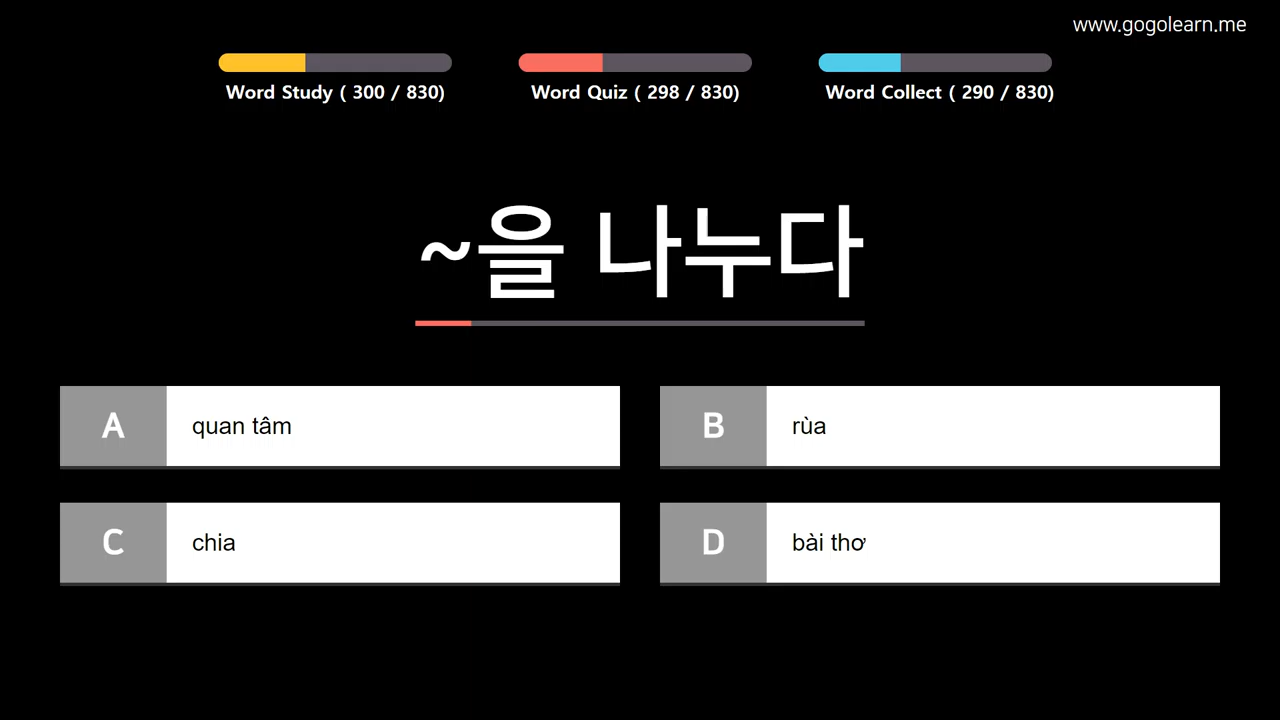 www.gogolearn.me
Word Study ( 300 / 830)
Word Quiz ( 298 / 830)
Word Collect ( 290 / 830)
~을 나누다
A quan tâm
B rùa
C chia
D bài thơ